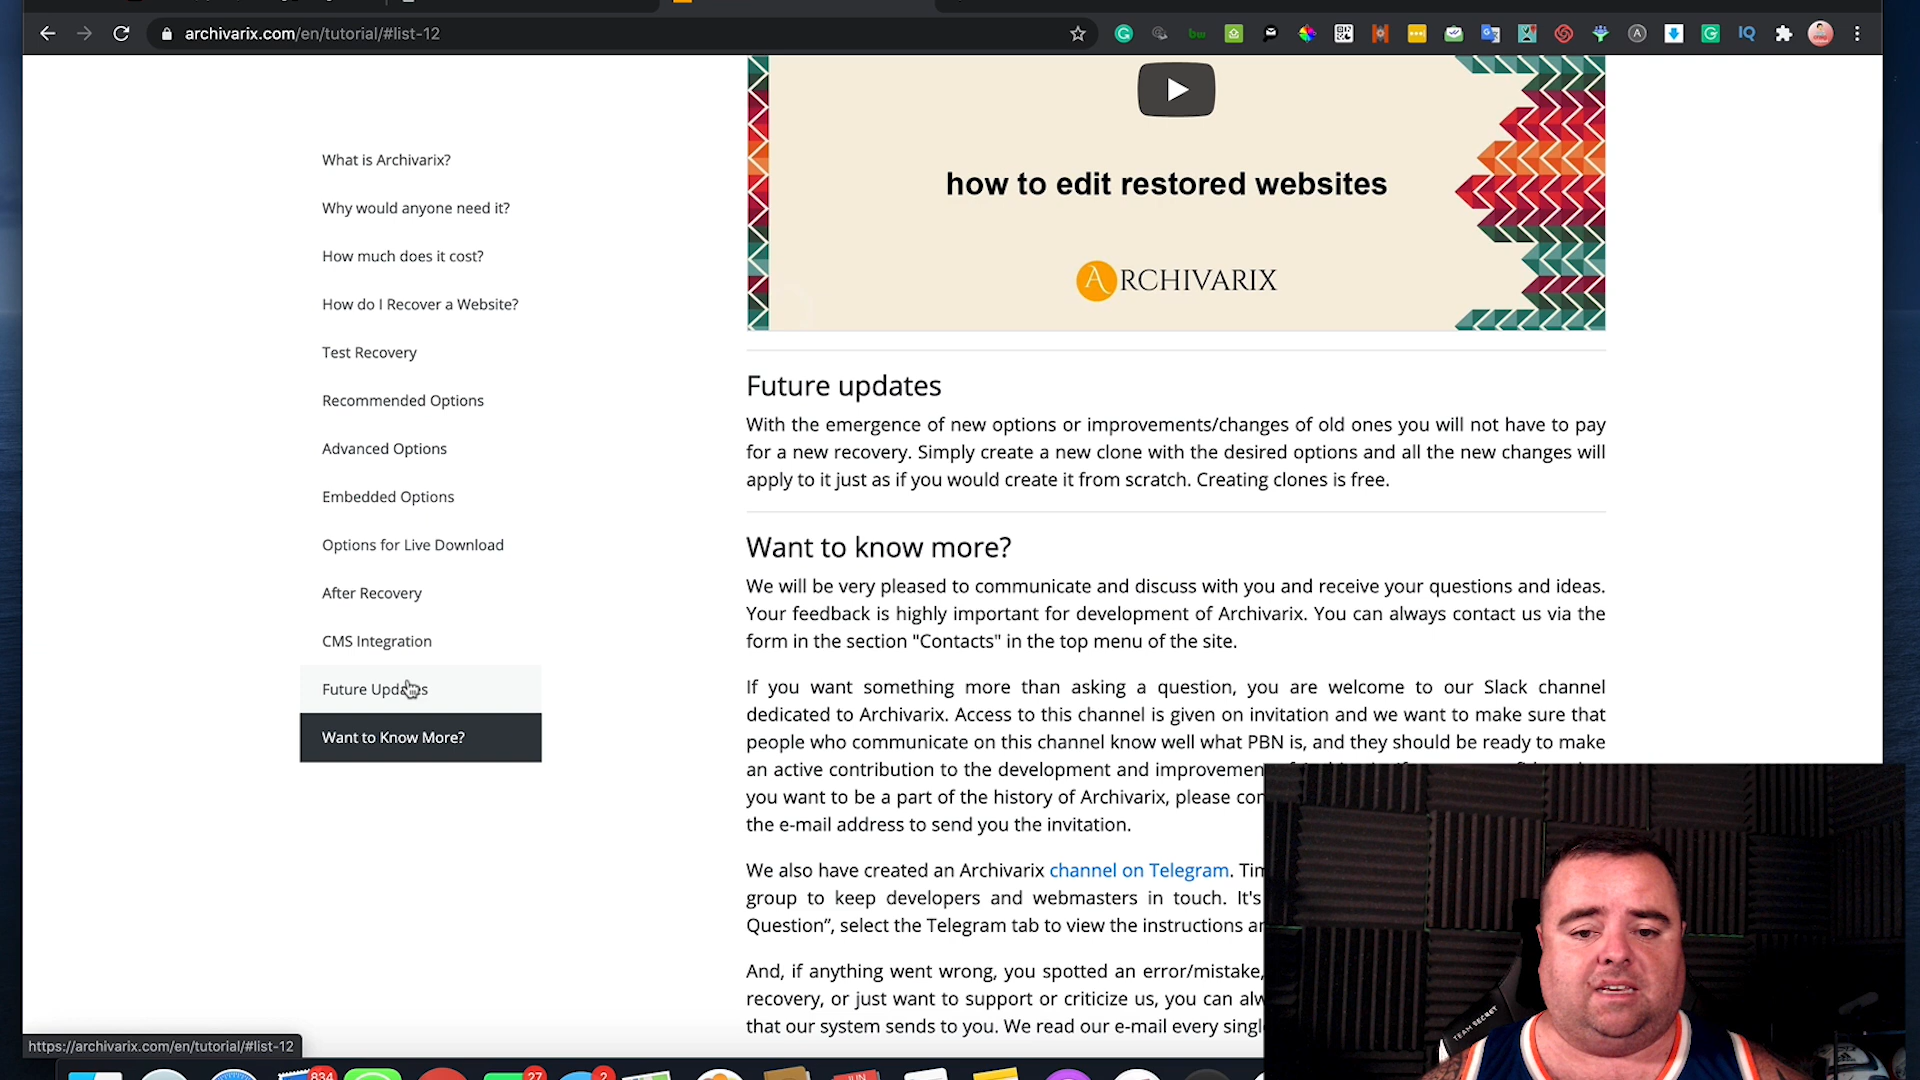 archivarix.com/en/tutorial/#list-12
bw
A
IQ
What is Archivarix?
Why would anyone need it?
How much does it cost?
How do I Recover a Website?
Test Recovery
Recommended Options
Advanced Options
Embedded Options
Options for Live Download
After Recovery
CMS Integration
Future Updates
Want to Know More?
how to edit restored websites
ARCHIVARIX
Future updates
With the emergence of new options or improvements/changes of old ones you will not have to pay
for a new recovery. Simply create a new clone with the desired options and all the new changes will
apply to it just as if you would create it from scratch. Creating clones is free.
Want to know more?
We will be very pleased to communicate and discuss with you and receive your questions and ideas.
Your feedback is highly important for development of Archivarix. You can always contact us via the
form in the section "Contacts" in the top menu of the site.
If you want something more than asking a question, you are welcome to our Slack channel
dedicated to Archivarix. Access to this channel is given on invitation and we want to make sure that
people who communicate on this channel know well what PBN is, and they should be ready to make
an active contribution to the development and
you want to be a part of the history of Archivarix, please
the e-mail address to send you the invitation.
We also have created an Archivarix channel on Telegram.
group to keep developers and webmasters in touch. It's
Question”, select the Telegram tab to view the instructions
And, if anything went wrong, you spotted an error/mistake,
recovery, or just want to support or criticize us, you can
that our system sends to you. We read our e-mail every
https://archivarix.com/en/tutorial/#list-12
834
27
2
JUN
TEAM SECRET